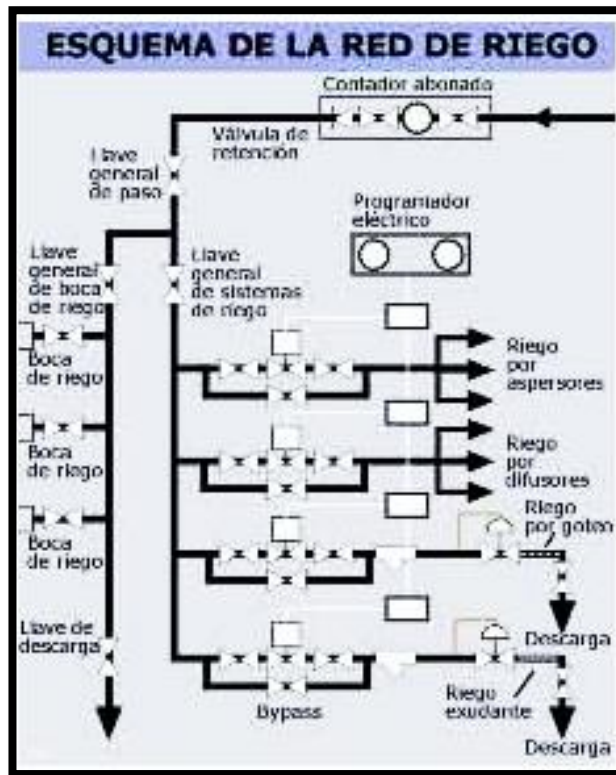 ESQUEMA DE LA RED DE RIEGO
Contador abonado
Válvula de
retención
Llave
general
de paso
Programador
eléctrico
Llave
general
de boca
de riego
Llave
general
de sistemas
de riego
Boca
de riego
Riego
por
aspersores
Boca
de riego
Riego
por
difusores
Boca
de riego
Riego
por goteo
Descarga
Llave de
descarga
Bypass
Riego
exudante
Descarga